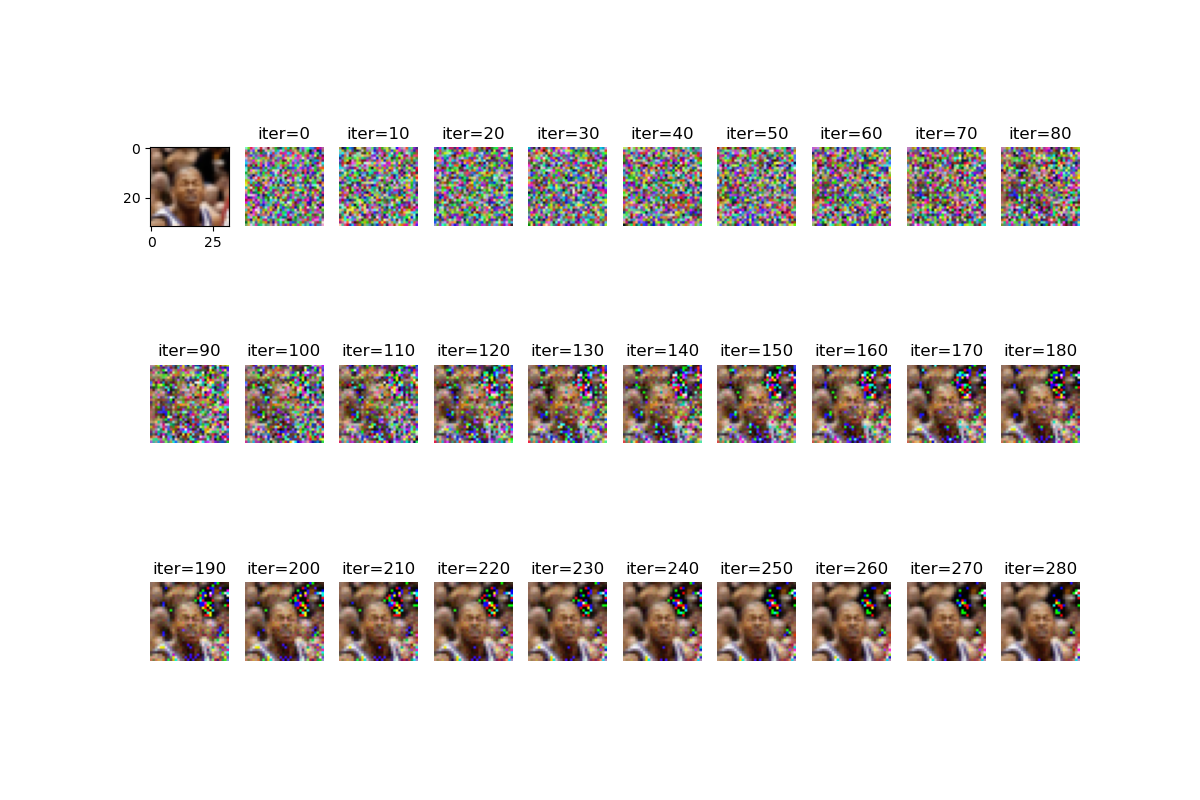 iter=0 iter=10 iter=20 iter=30 iter=40 iter=50 iter=60 iter=70 iter=80
0
20
0 25
iter=90 iter=100 iter=110 iter=120 iter=130 iter=140 iter=150 iter=160 iter=170 iter=180
iter=190 iter=200 iter=210 iter=220 iter=230 iter=240 iter=250 iter=260 iter=270 iter=280